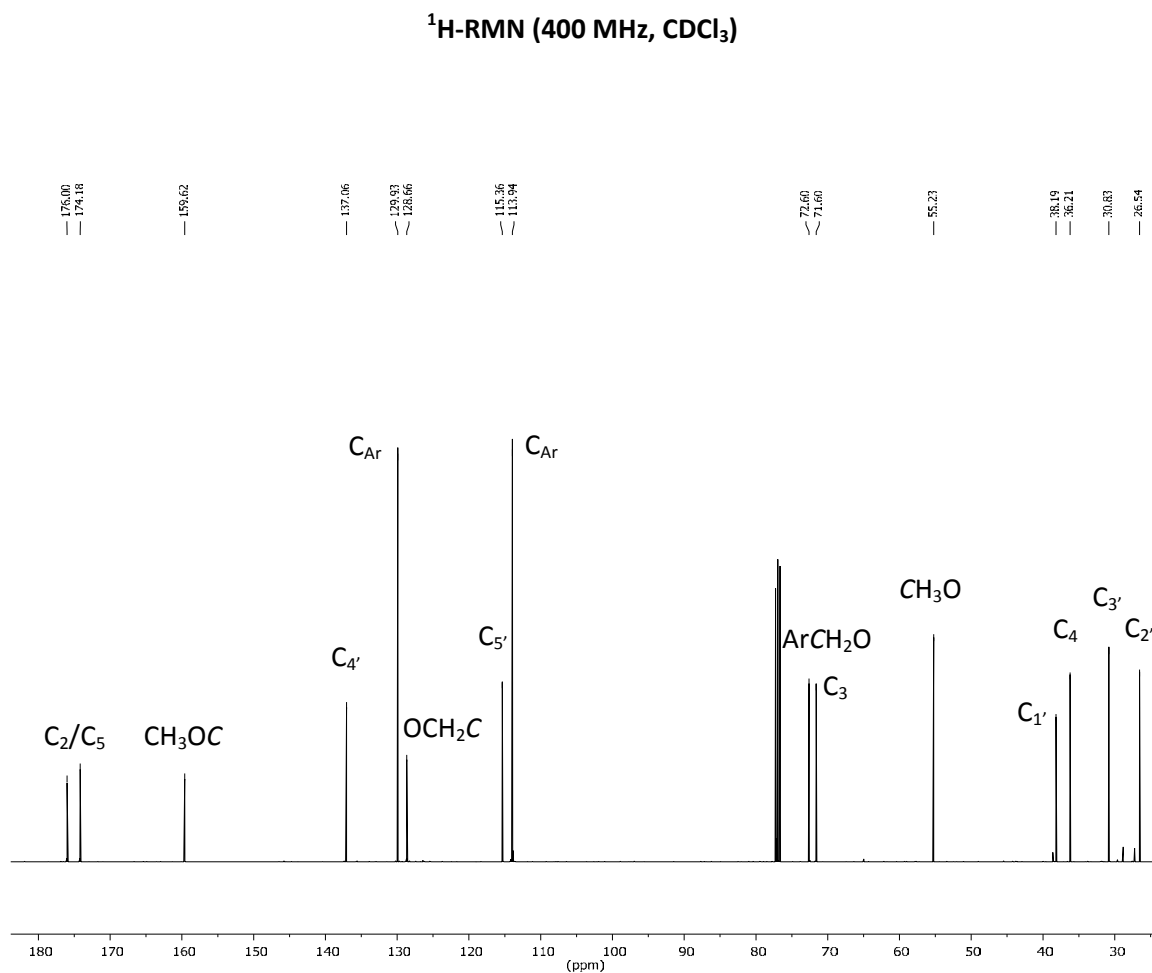 ¹H-RMN (400 MHz, CDCl₃)
176.00
174.18
159.62
137.06
129.93
128.66
115.36
113.94
72.60
71.60
55.23
38.19
36.21
30.83
26.54
C_Ar C_Ar
CH₃O
C₃'
C₅' ArCH₂O C₄ C₂'
C₄' C₃
C₂/C₅ CH₃OC OCH₂C C₁'
180 170 160 150 140 130 120 110 100 90 80 70 60 50 40 30
(ppm)